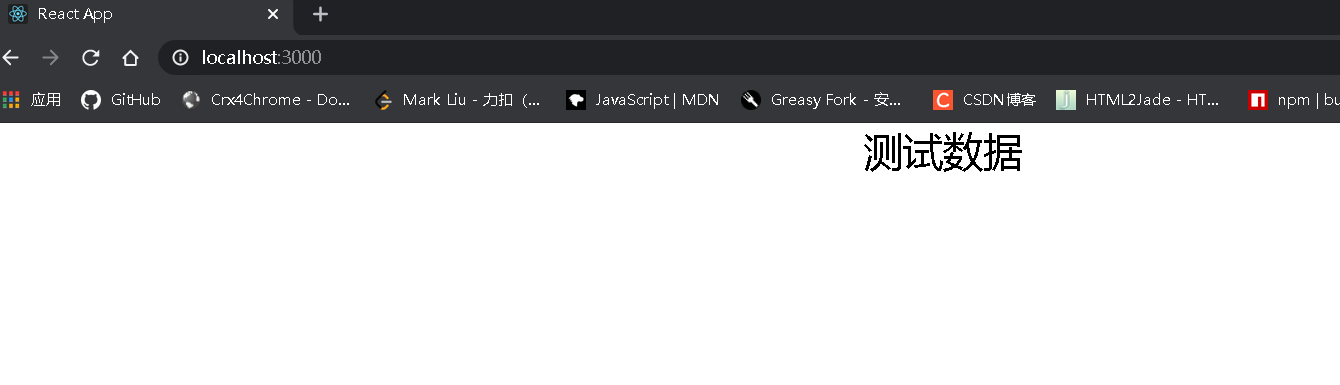 React App
localhost:3000
应用 GitHub Crx4Chrome - Do... Mark Liu - 力扣（... JavaScript | MDN Greasy Fork - 安... CSDN博客 HTML2Jade - HT... npm | bu
测试数据